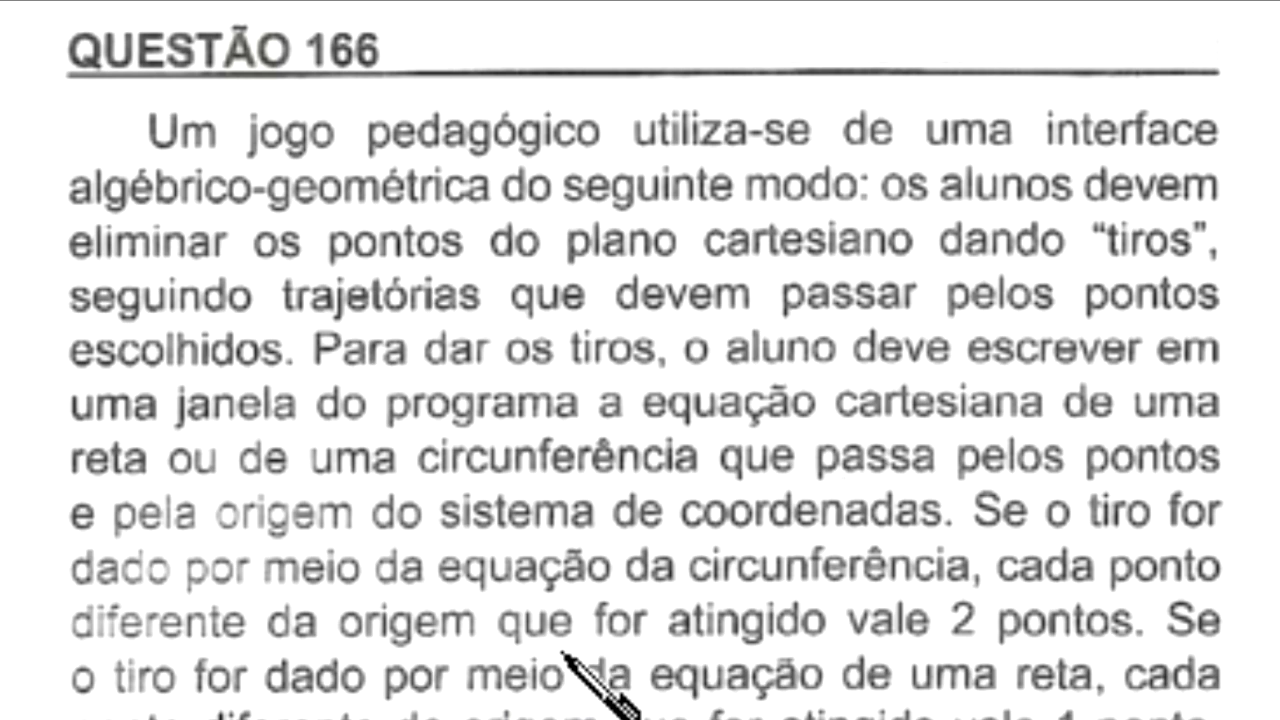 QUESTÃO 166
Um jogo pedagógico utiliza-se de uma interface
algébrico-geométrica do seguinte modo: os alunos devem
eliminar os pontos do plano cartesiano dando “tiros”,
seguindo trajetórias que devem passar pelos pontos
escolhidos. Para dar os tiros, o aluno deve escrever em
uma janela do programa a equação cartesiana de uma
reta ou de uma circunferência que passa pelos pontos
e pela origem do sistema de coordenadas. Se o tiro for
dado por meio da equação da circunferência, cada ponto
diferente da origem que for atingido vale 2 pontos. Se
o tiro for dado por meio da equação de uma reta, cada